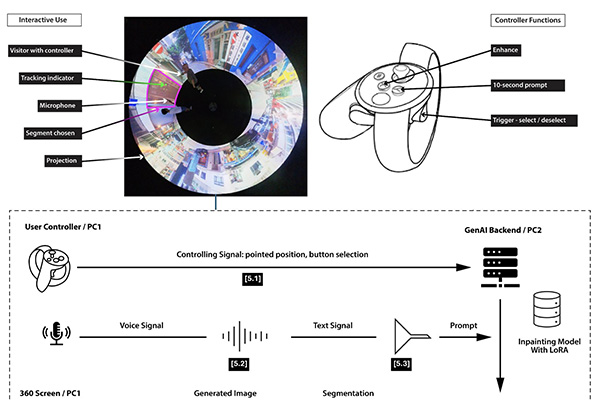 Interactive Use
Controller Functions
Visitor with controller
Tracking indicator
Microphone
Segment chosen
Projection
Enhance
10-second prompt
Trigger - select / deselect
User Controller / PC1
GenAI Backend / PC2
Controlling Signal: pointed position, button selection
[5.1]
Voice Signal
Text Signal
Prompt
Inpainting Model
With LoRA
[5.2]
[5.3]
360 Screen / PC1
Generated Image
Segmentation